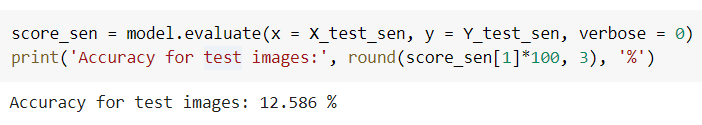 score_sen = model.evaluate(x = X_test_sen, y = Y_test_sen, verbose = 0)
print('Accuracy for test images:', round(score_sen[1]*100, 3), '%')
Accuracy for test images: 12.586 %